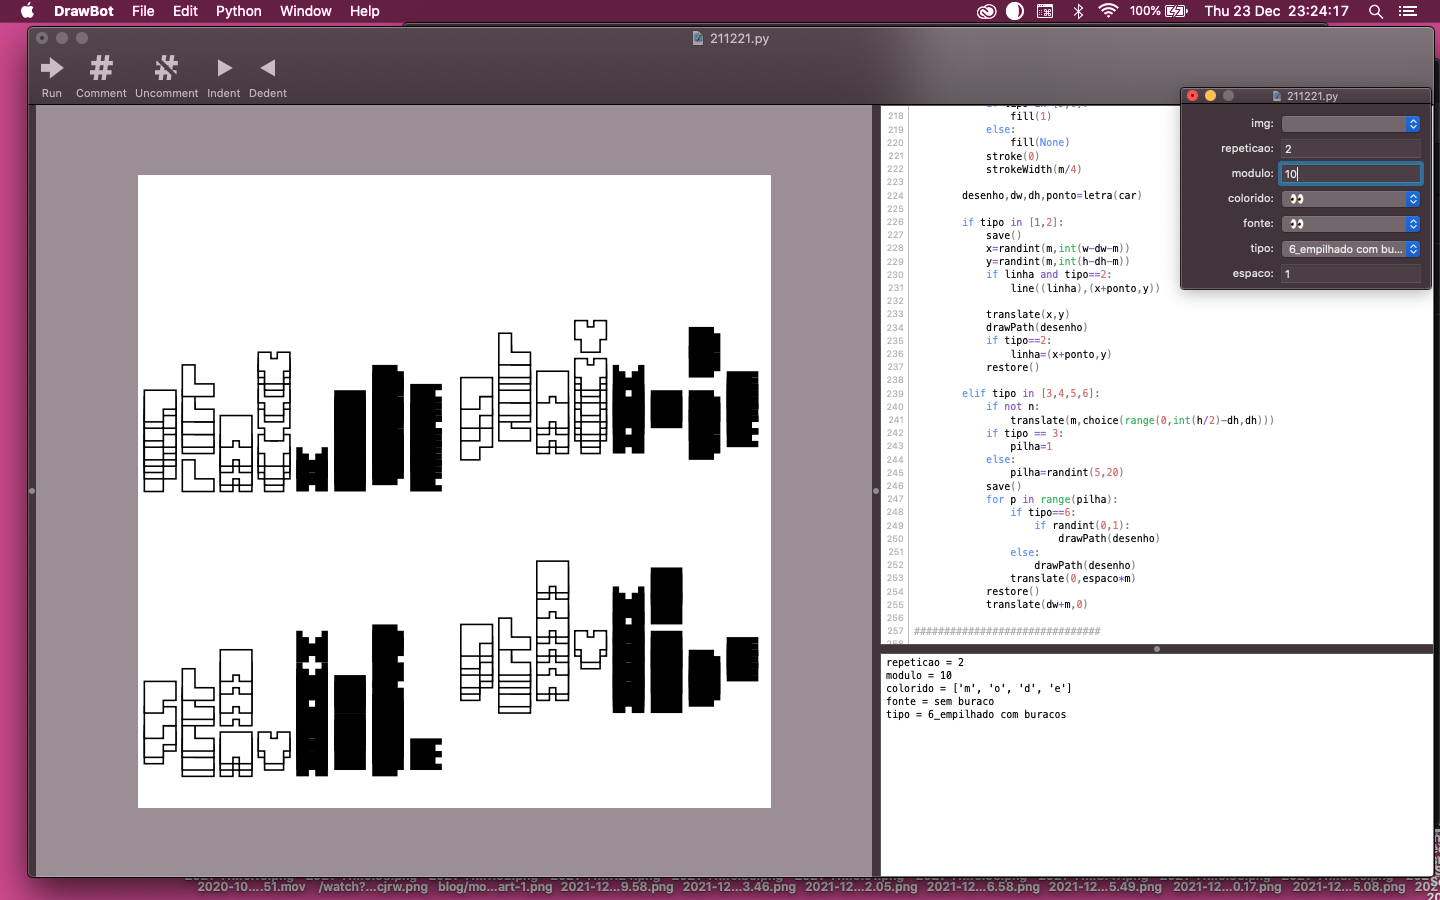 DrawBot File Edit Python Window Help 100% Thu 23 Dec 23:24:17
211221.py
Run Comment Uncomment Indent Dedent
211221.py
img:
repeticao: 2
modulo: 10
colorido: 👀
fonte: 👀
tipo: 6_empilhado com bu...
espaco: 1
218 fill(1)
219 else:
220 fill(None)
221 stroke(0)
222 strokeWidth(m/4)
223
224 desenho,dw,dh,ponto=letra(car)
225
226 if tipo in [1,2]:
227 save()
228 x=randint(m,int(w-dw-m))
229 y=randint(m,int(h-dh-m))
230 if linha and tipo==2:
231 line((linha),(x+ponto,y))
232
233 translate(x,y)
234 drawPath(desenho)
235 if tipo==2:
236 linha=(x+ponto,y)
237 restore()
238
239 elif tipo in [3,4,5,6]:
240 if not n:
241 translate(m,choice(range(0,int(h/2)-dh,dh)))
242 if tipo == 3:
243 pilha=1
244 else:
245 pilha=randint(5,20)
246 save()
247 for p in range(pilha):
248 if tipo==6:
249 if randint(0,1):
250 drawPath(desenho)
251 else:
252 drawPath(desenho)
253 translate(0,espaco*m)
254 restore()
255 translate(dw+m,0)
256
257 ###############################
repeticao = 2
modulo = 10
colorido = ['m', 'o', 'd', 'e']
fonte = sem buraco
tipo = 6_empilhado com buracos
2020-10....51.mov /watch?...cjrw.png blog/mo...art-1.png 2021-12...9.58.png 2021-12...3.46.png 2021-12...2.05.png 2021-12...6.58.png 2021-12...5.49.png 2021-12...0.17.png 2021-12...5.08.png